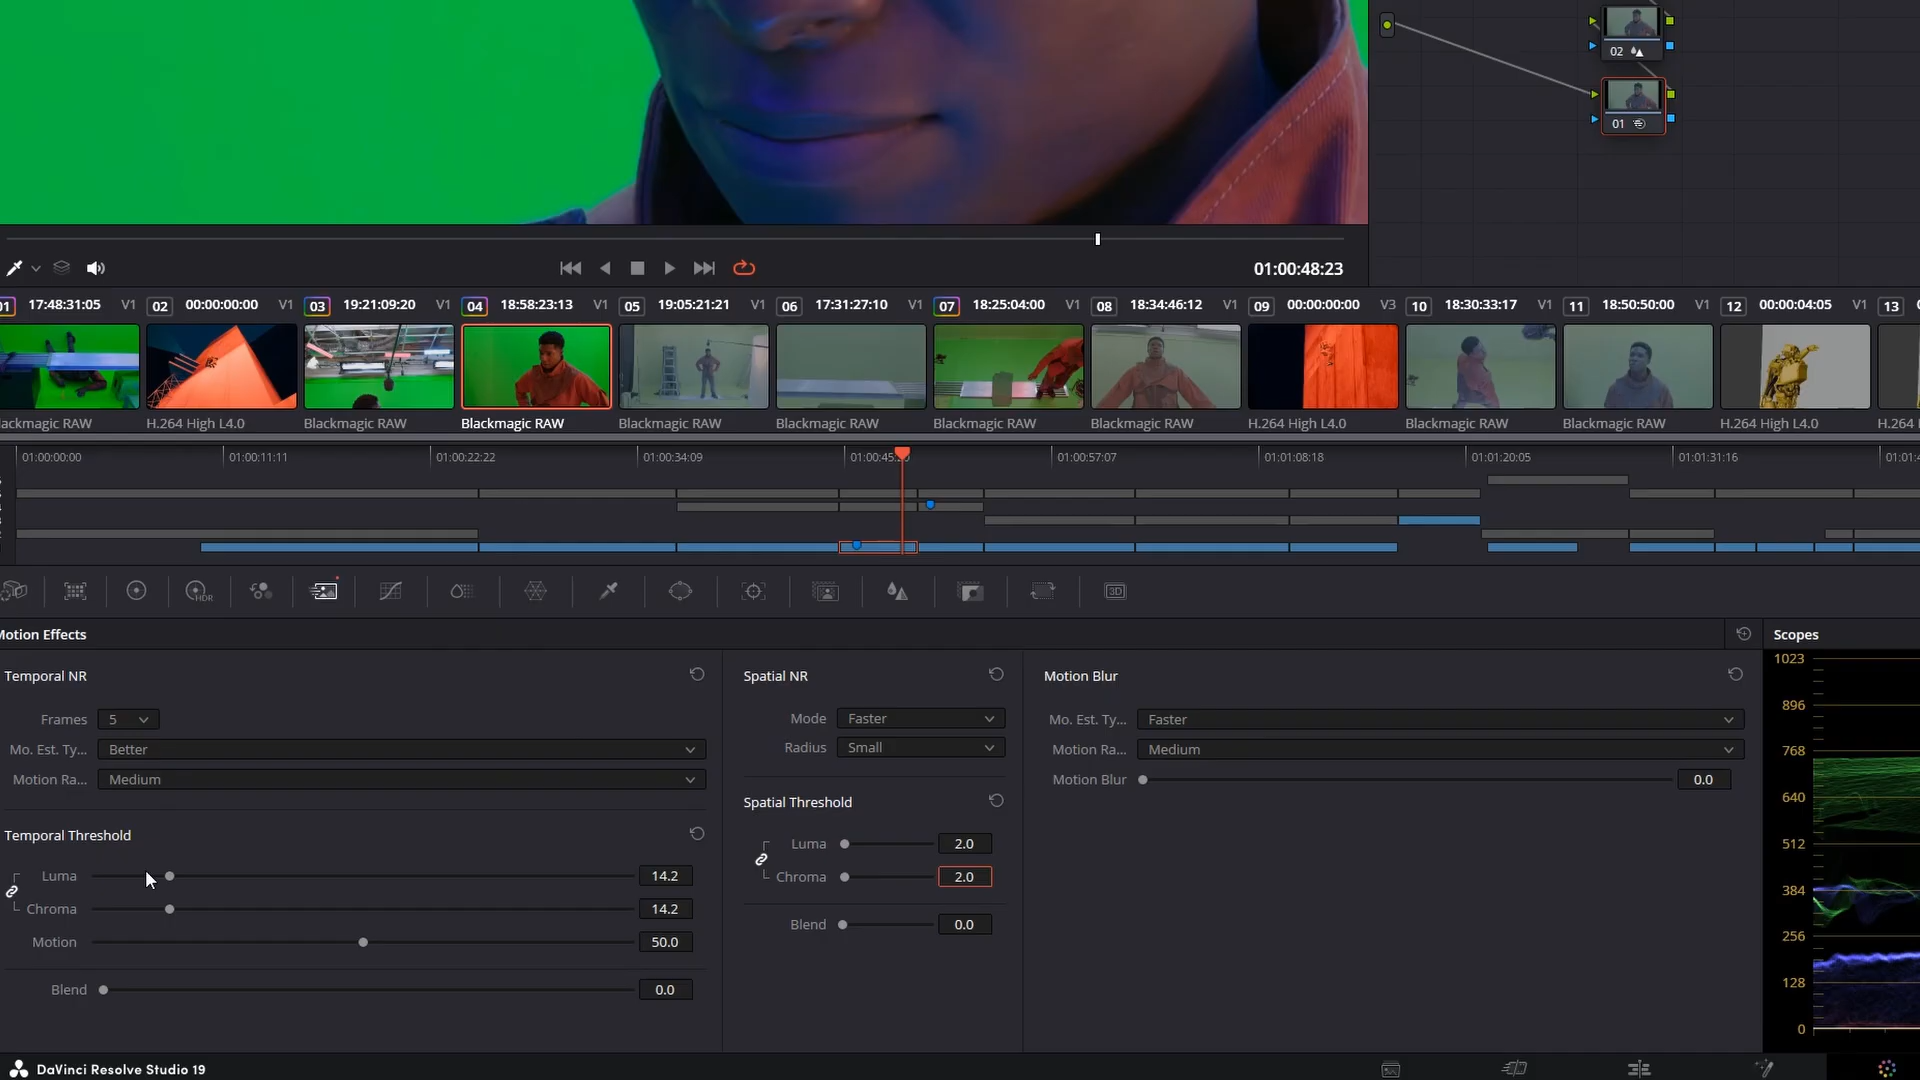 02
01
01:00:48:23
01 17:48:31:05 V1 02 00:00:00:00 V1 03 19:21:09:20 V1 04 18:58:23:13 V1 05 19:05:21:21 V1 06 17:31:27:10 V1 07 18:25:04:00 V1 08 18:34:46:12 V1 09 00:00:00:00 V3 10 18:30:33:17 V1 11 18:50:50:00 V1 12 00:00:04:05 V1 13
lackmagic RAW H.264 High L4.0 Blackmagic RAW Blackmagic RAW Blackmagic RAW Blackmagic RAW Blackmagic RAW Blackmagic RAW H.264 High L4.0 Blackmagic RAW Blackmagic RAW H.264 High L4.0 H.264
01:00:00:00 01:00:11:11 01:00:22:22 01:00:34:09 01:00:45: 01:00:57:07 01:01:08:18 01:01:20:05 01:01:31:16 01:01:4
HDR 3D
Motion Effects Scopes
Temporal NR Spatial NR Motion Blur
Frames 5 Mode Faster Mo. Est. Ty... Faster
Mo. Est. Ty... Better Radius Small Motion Ra... Medium
Motion Ra... Medium Motion Blur 0.0
Temporal Threshold Spatial Threshold
Luma 14.2 Luma 2.0
Chroma 14.2 Chroma 2.0
Motion 50.0 Blend 0.0
Blend 0.0
1023
896
768
640
512
384
256
128
0
DaVinci Resolve Studio 19